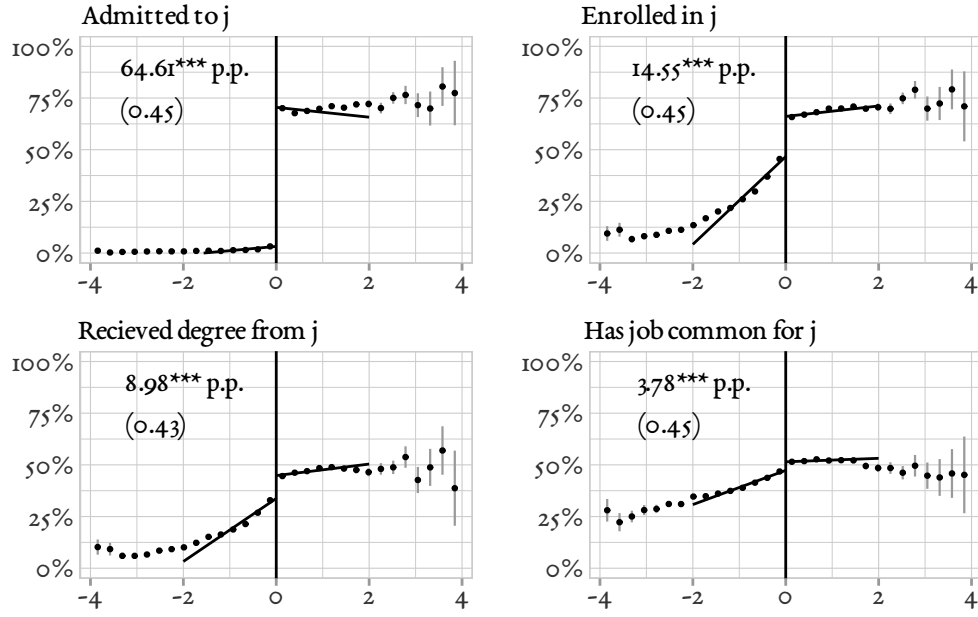 Admitted to j
100%
75%
50%
25%
0%
64.61*** p.p.
(0.45)
-4 -2 0 2 4
Enrolled in j
100%
75%
50%
25%
0%
14.55*** p.p.
(0.45)
-4 -2 0 2 4
Recieved degree from j
100%
75%
50%
25%
0%
8.98*** p.p.
(0.43)
-4 -2 0 2 4
Has job common for j
100%
75%
50%
25%
0%
3.78*** p.p.
(0.45)
-4 -2 0 2 4